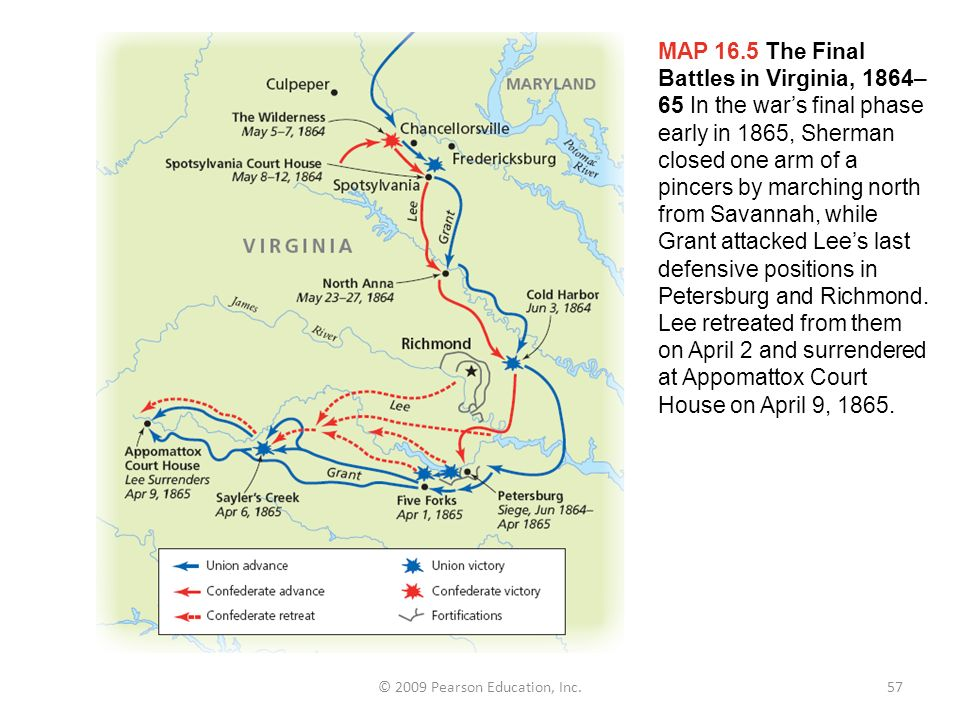 MAP 16.5 The Final
Battles in Virginia, 1864–
65 In the war’s final phase
early in 1865, Sherman
closed one arm of a
pincers by marching north
from Savannah, while
Grant attacked Lee’s last
defensive positions in
Petersburg and Richmond.
Lee retreated from them
on April 2 and surrendered
at Appomattox Court
House on April 9, 1865.
Culpeper
MARYLAND
The Wilderness
May 5–7, 1864
Chancellorsville
Fredericksburg
Potomac
River
Spotsylvania Court House
May 8–12, 1864
Spotsylvania
Lee
Grant
VIRGINIA
North Anna
May 23–27, 1864
Cold Harbor
Jun 3, 1864
James
River
Richmond
Lee
Appomattox
Court House
Lee Surrenders
Apr 9, 1865
Grant
Sayler’s Creek
Apr 6, 1865
Five Forks
Apr 1, 1865
Petersburg
Siege, Jun 1864–
Apr 1865
Union advance
Union victory
Confederate advance
Confederate victory
Confederate retreat
Fortifications
© 2009 Pearson Education, Inc.
57